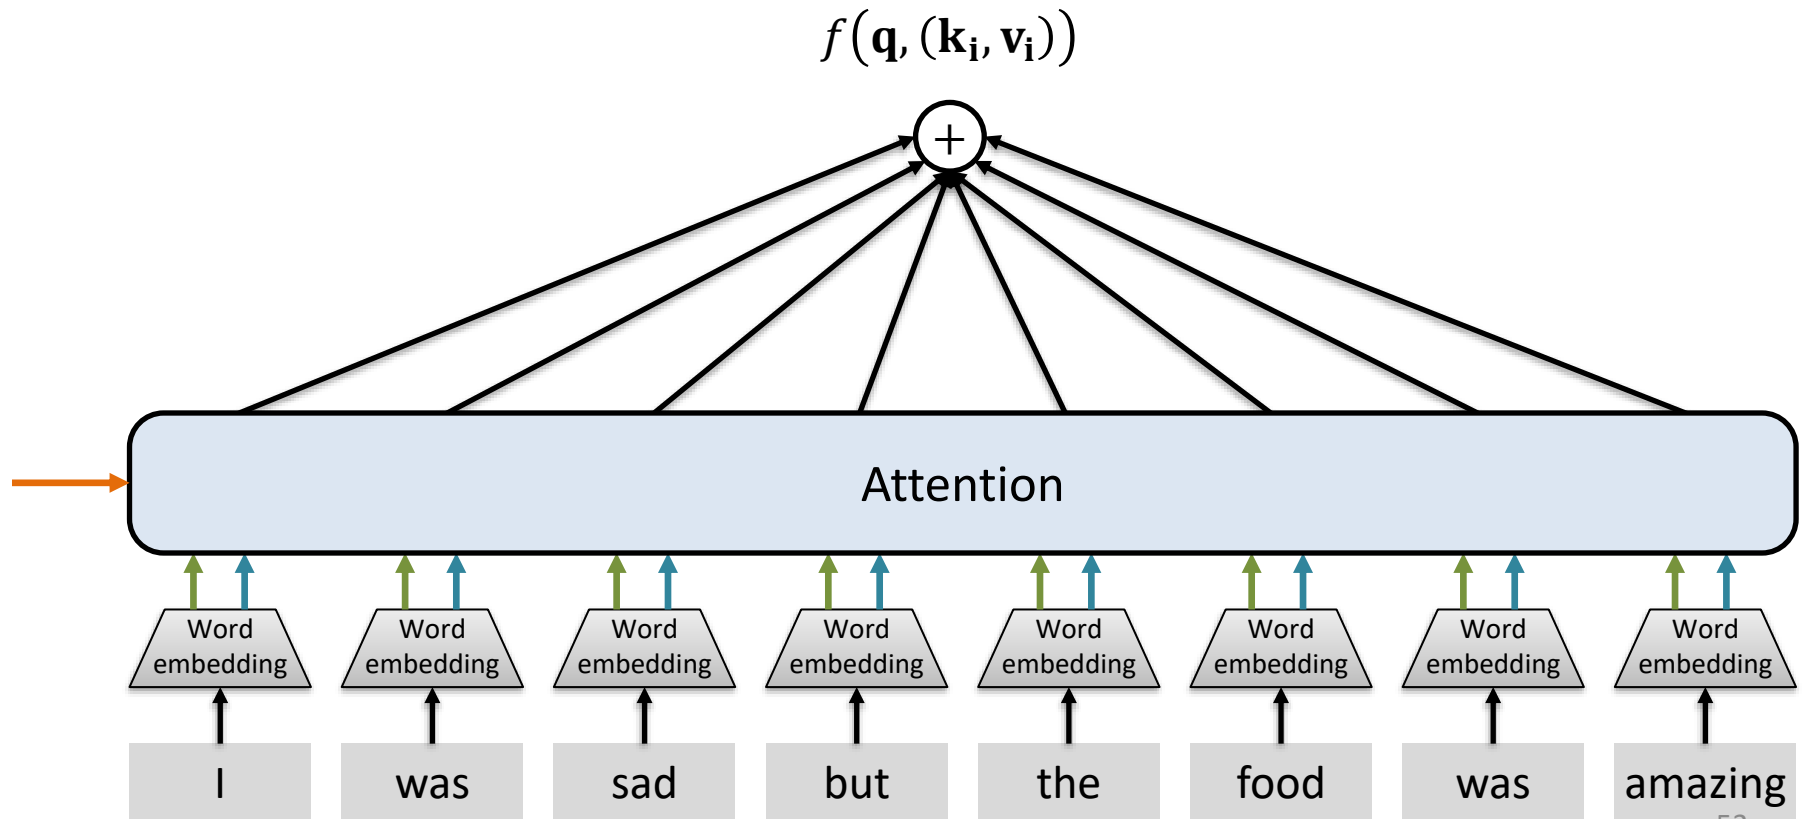 f(q, (kᵢ, vᵢ))
+
Attention
Word Word Word Word Word Word Word Word
embedding embedding embedding embedding embedding embedding embedding embedding
I was sad but the food was amazing